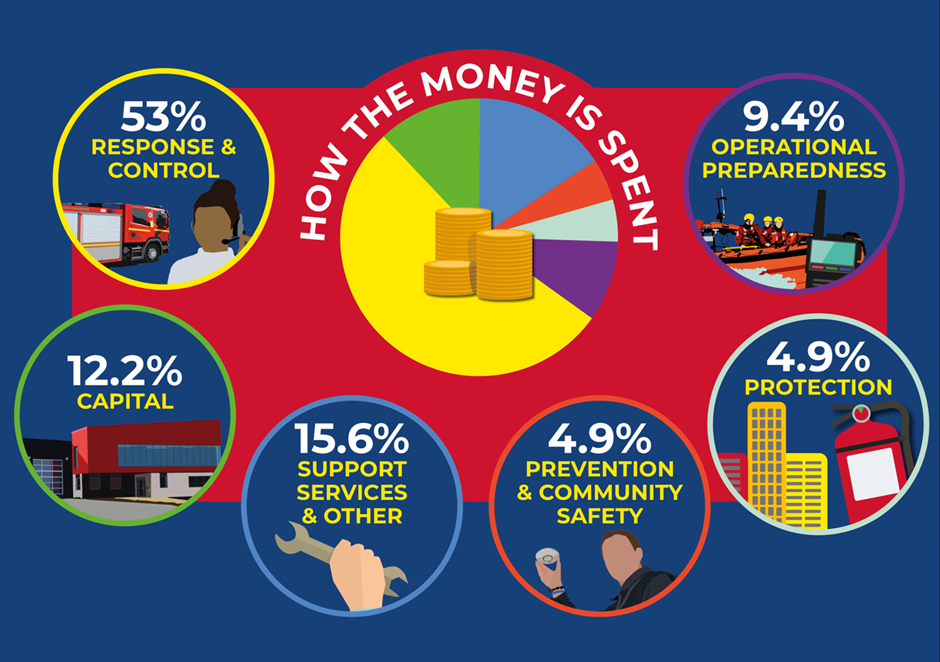 HOW THE MONEY IS SPENT
53%
RESPONSE &
CONTROL
9.4%
OPERATIONAL
PREPAREDNESS
12.2%
CAPITAL
4.9%
PROTECTION
15.6%
SUPPORT
SERVICES
& OTHER
4.9%
PREVENTION
& COMMUNITY
SAFETY